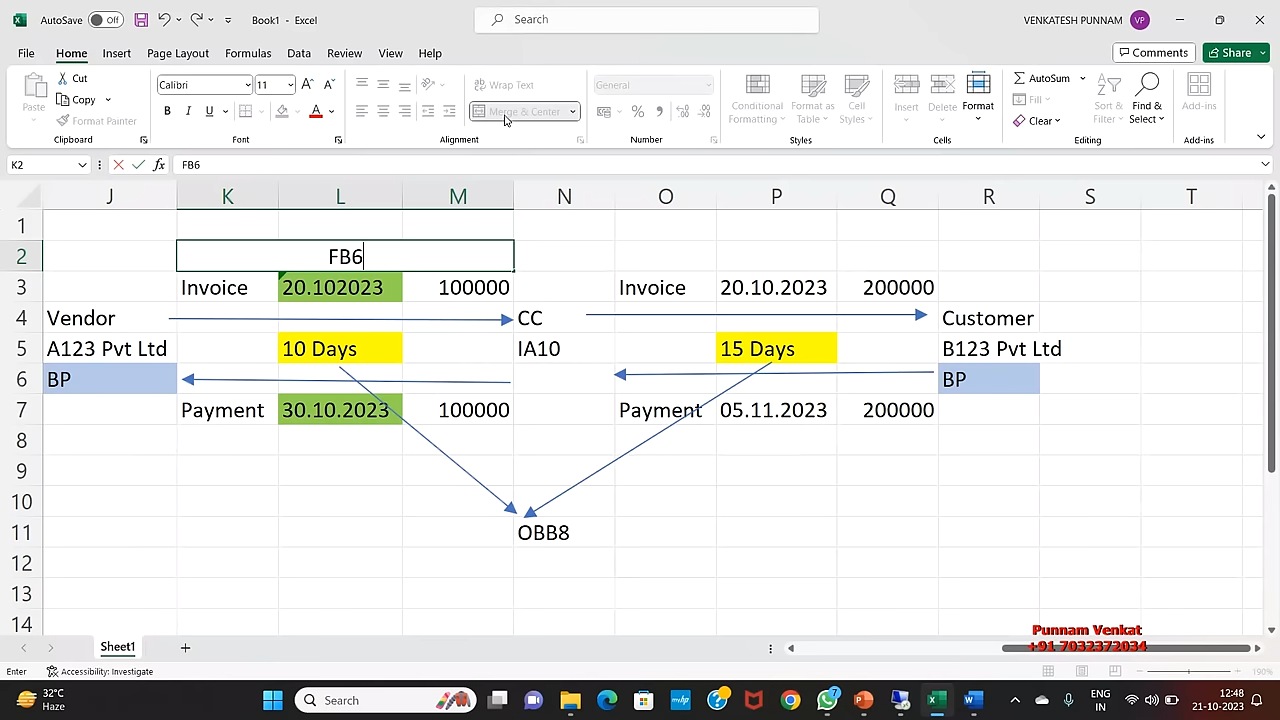 AutoSave Off Book1 - Excel Search VENKATESH PUNNAM VP
File Home Insert Page Layout Formulas Data Review View Help Comments Share
Paste Cut Copy Format Painter Clipboard
Calibri 11 B I U A Font
Wrap Text Merge & Center Alignment
General % Number
Conditional Formatting Format Table Cell Styles Styles
Insert Delete Format Cells
AutoSum Fill Clear Sort & Filter Find & Select Editing
Add-ins Add-ins
K2 fx FB6
J K L M N O P Q R S T
1
2 FB6
3 Invoice 20.102023 100000 Invoice 20.10.2023 200000
4 Vendor CC Customer
5 A123 Pvt Ltd 10 Days IA10 15 Days B123 Pvt Ltd
6 BP BP
7 Payment 30.10.2023 100000 Payment 05.11.2023 200000
8
9
10
11 OBB8
12
13
14
Punnam Venkat
+91 7032372034
Sheet1
Enter Accessibility: Investigate 190%
32°C Haze Search 7 ENG IN 12:48 21-10-2023